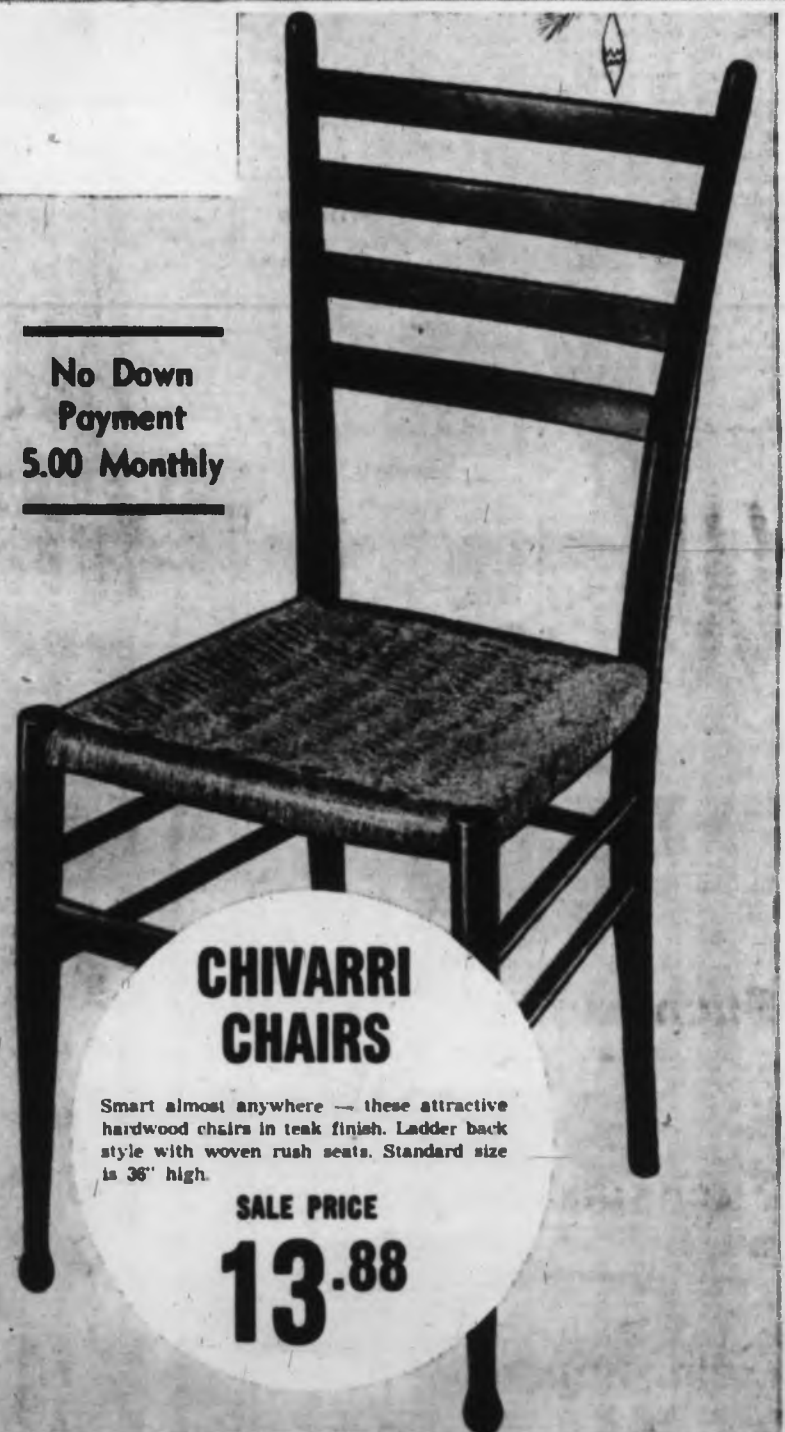 No Down
Payment
5.00 Monthly
CHIVARRI
CHAIRS
Smart almost anywhere — these attractive
hardwood chairs in teak finish. Ladder back
style with woven rush seats. Standard size
is 36" high.
SALE PRICE
13.88